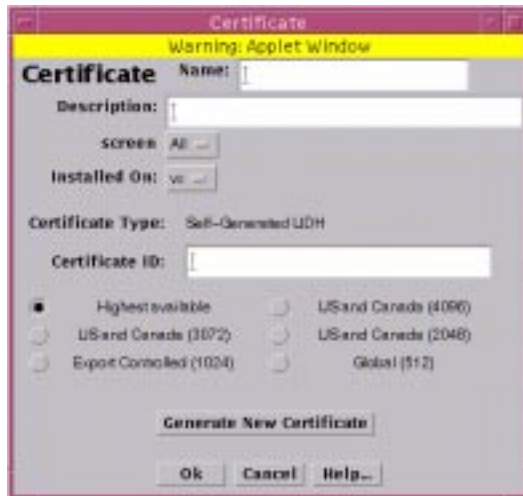 Certificate
Warning: Applet Window
Certificate Name:
Description:
screen All
Installed On:
Certificate Type: Self-Generated UDH
Certificate ID:
Highest available US and Canada (4096)
US and Canada (3072) US and Canada (2048)
Export Controlled (1024) Global (512)
Generate New Certificate
Ok Cancel Help...